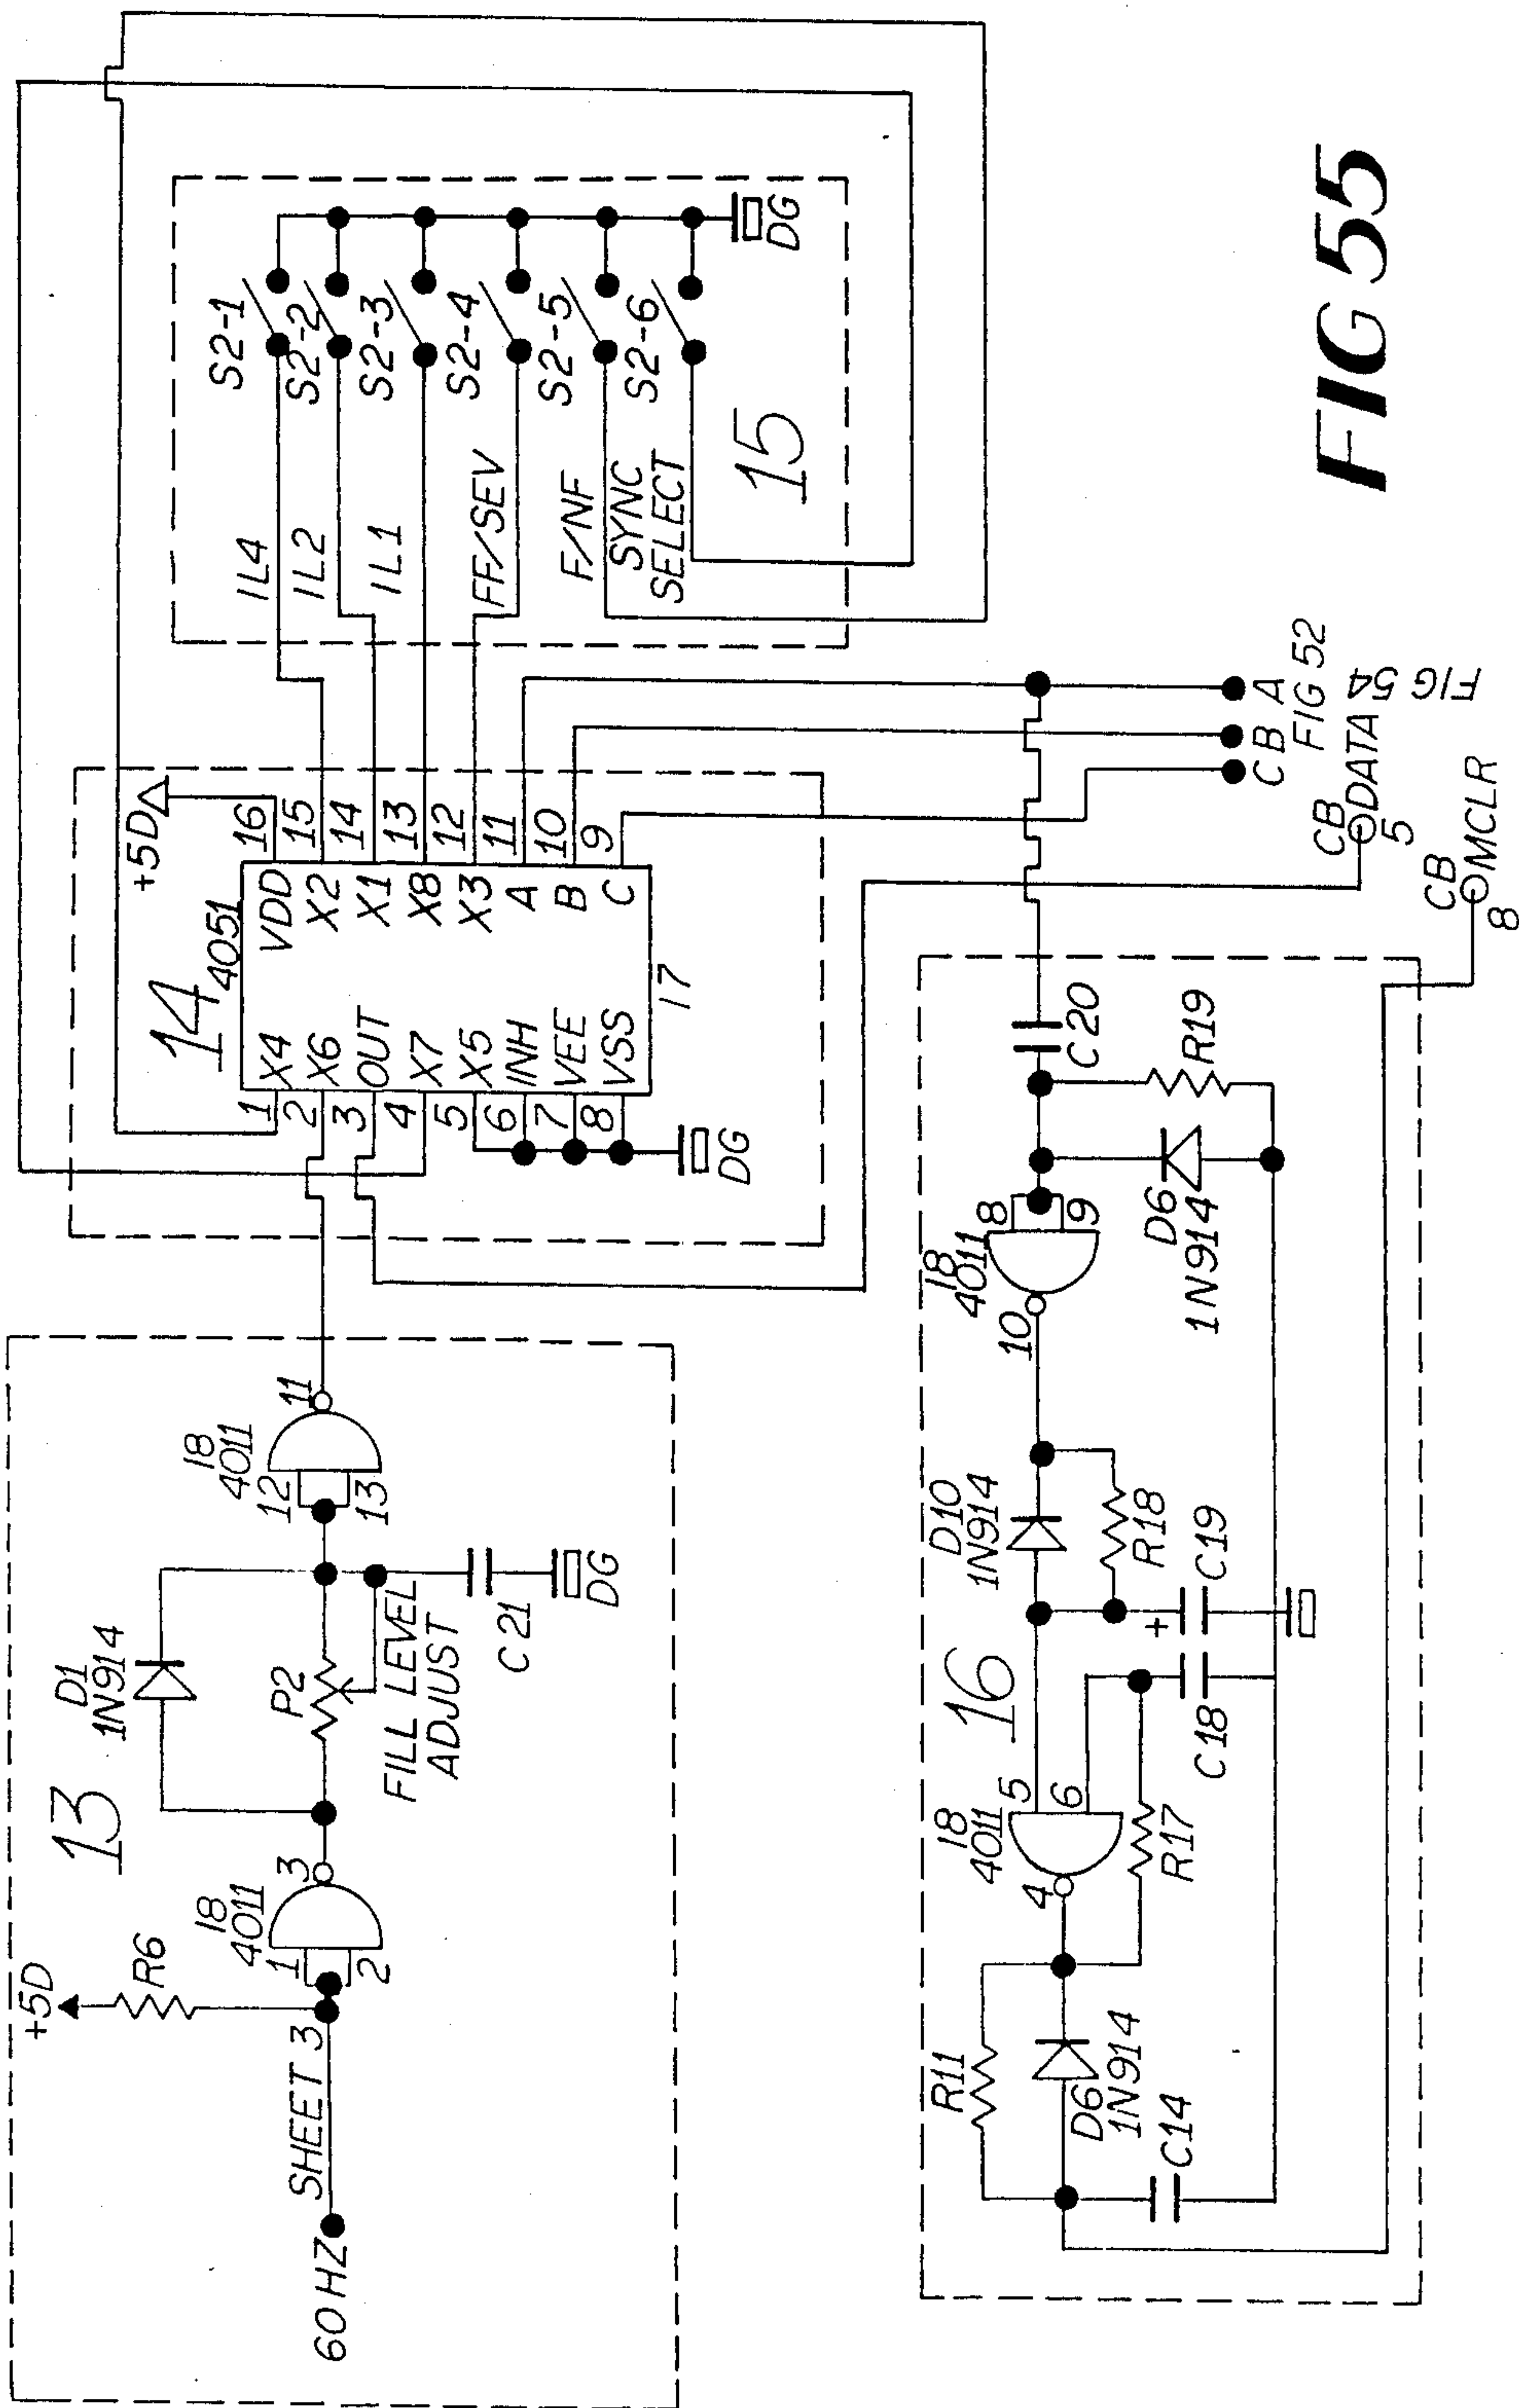 13
+5D
R6
SHEET 3
60 HZ
18
4011
1
2
3
D1
1N914
P2
FILL LEVEL
ADJUST
C21
DG
18
4011
12
13
11
14
4051
+5D
1
2
3
4
5
6
7
8
X4
X6
OUT
X7
X5
INH
VEE
VSS
VDD
X2
X1
X8
X3
A
B
C
16
15
14
13
12
11
10
9
17
DG
1L4
1L2
1L1
FF/SEV
F/NF
SYNC
SELECT
S2-1
S2-2
S2-3
S2-4
S2-5
S2-6
DG
15
C B A
FIG 52
CB
DATA
5
FIG 54
CB
MCLR
8
16
R11
D6
1N914
C14
18
4011
4
5
6
R17
C18
C19
+
D10
1N914
R18
18
4011
10
8
9
D6
1N914
C20
R19
FIG 55